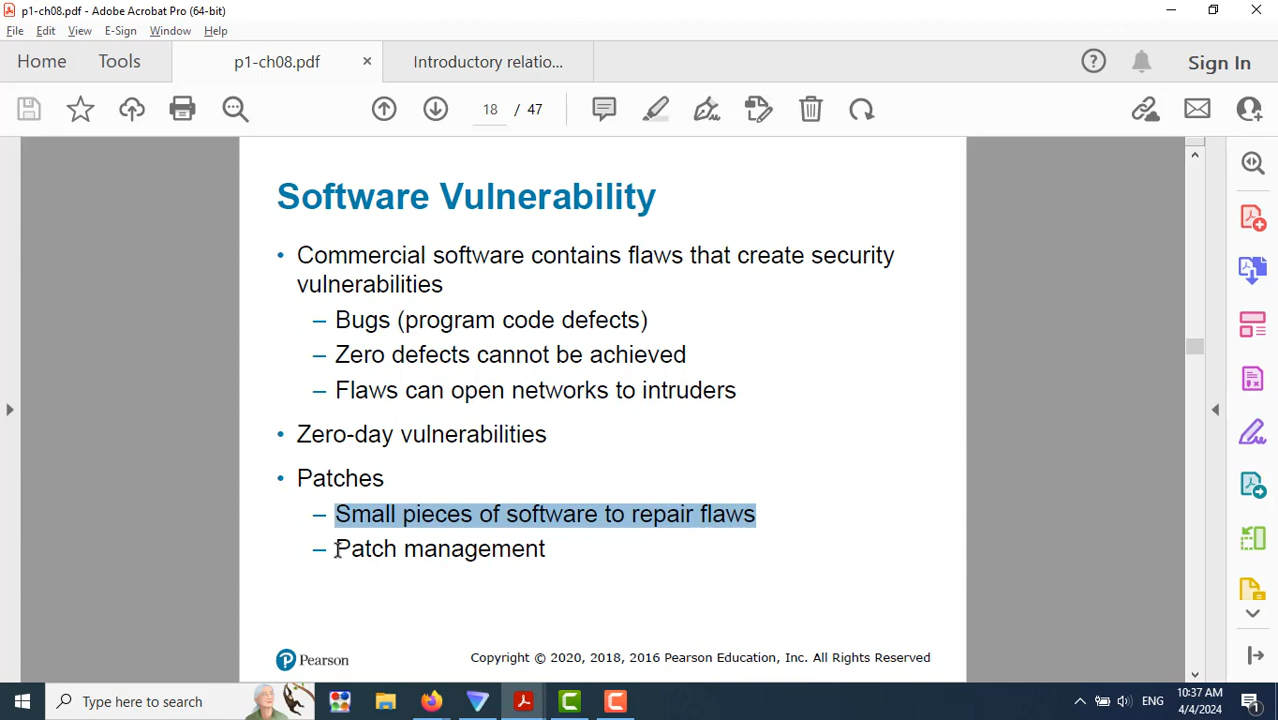 p1-ch08.pdf - Adobe Acrobat Pro (64-bit)
File Edit View E-Sign Window Help
Home Tools p1-ch08.pdf × Introductory relatio... Sign In
18 / 47
Software Vulnerability
• Commercial software contains flaws that create security
vulnerabilities
– Bugs (program code defects)
– Zero defects cannot be achieved
– Flaws can open networks to intruders
• Zero-day vulnerabilities
• Patches
– Small pieces of software to repair flaws
– Patch management
Pearson
Copyright © 2020, 2018, 2016 Pearson Education, Inc. All Rights Reserved
Type here to search
ENG
10:37 AM
4/4/2024
1